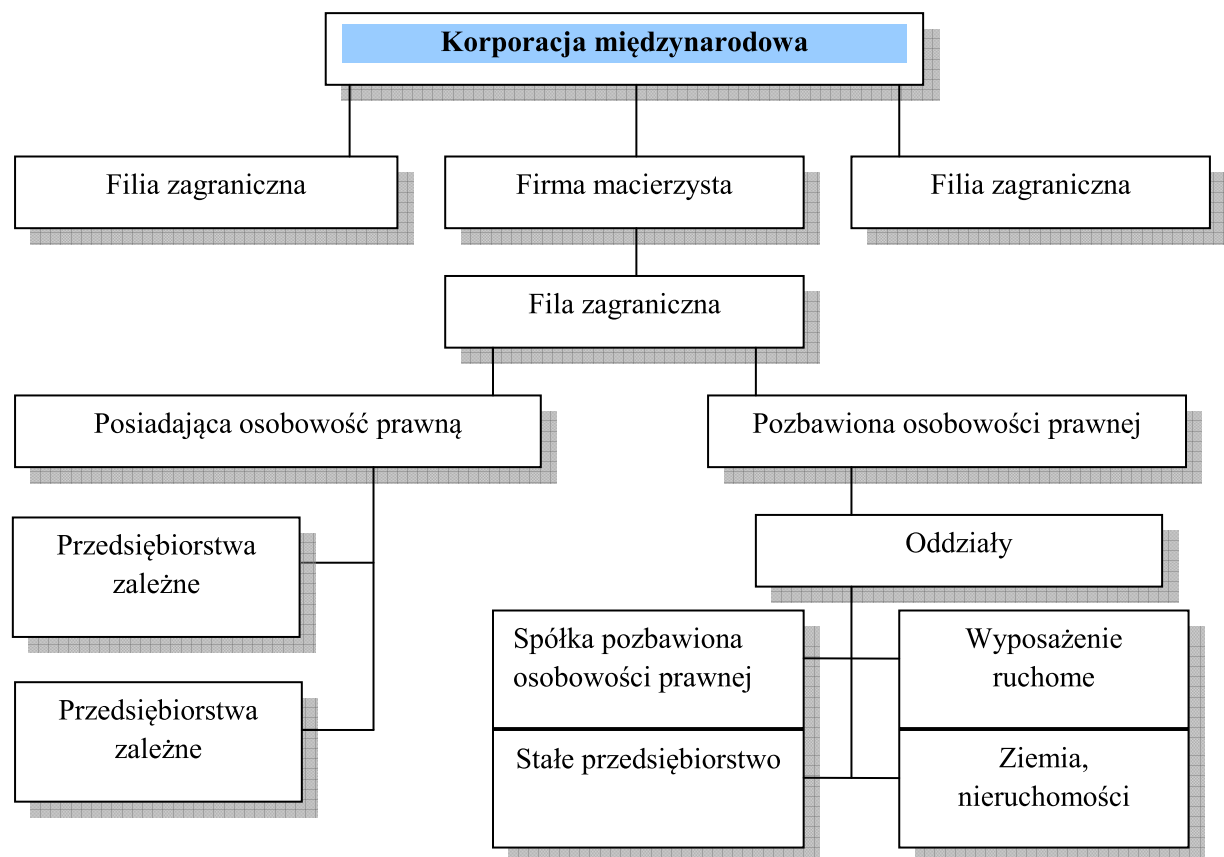 Korporacja międzynarodowa
Filia zagraniczna
Firma macierzysta
Filia zagraniczna
Fila zagraniczna
Posiadająca osobowość prawną
Pozbawiona osobowości prawnej
Przedsiębiorstwa
zależne
Oddziały
Spółka pozbawiona
osobowości prawnej
Wyposażenie
ruchome
Przedsiębiorstwa
zależne
Stałe przedsiębiorstwo
Ziemia,
nieruchomości